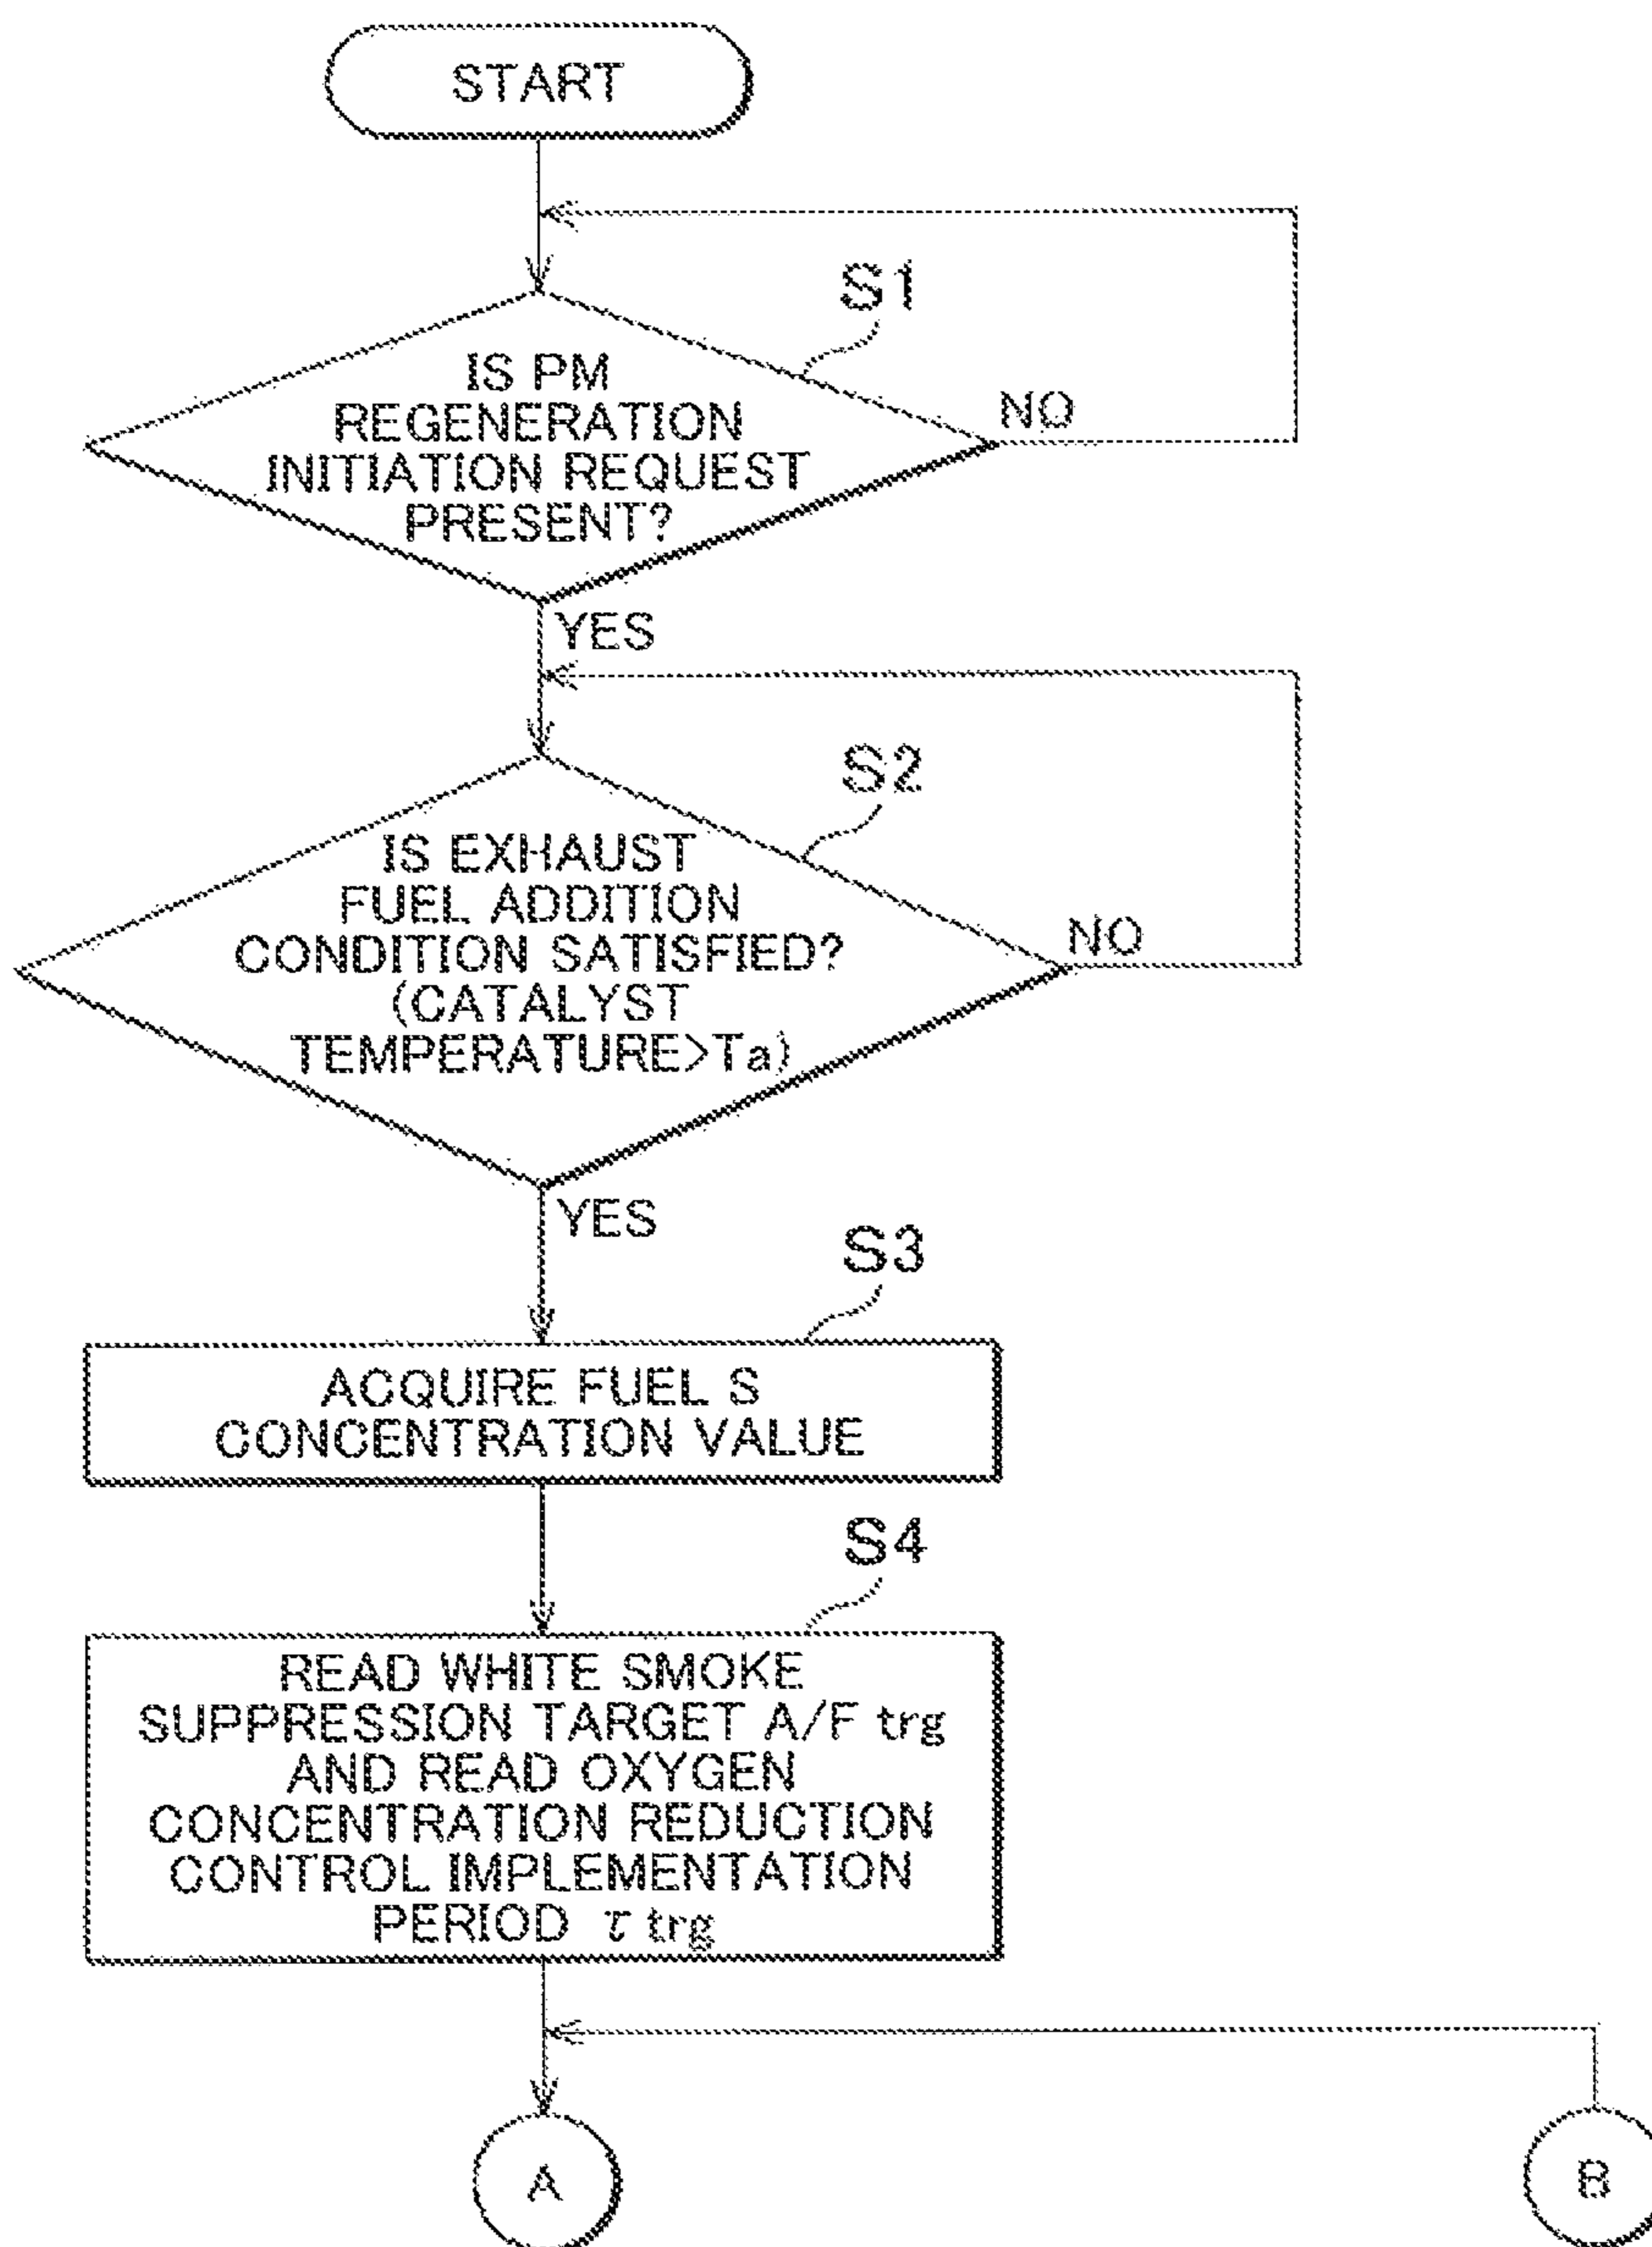 START
S1
IS PM
REGENERATION
INITIATION REQUEST
PRESENT?
NO
YES
S2
IS EXHAUST
FUEL ADDITION
CONDITION SATISFIED?
(CATALYST
TEMPERATURE>Ta)
NO
YES
S3
ACQUIRE FUEL S
CONCENTRATION VALUE
S4
READ WHITE SMOKE
SUPPRESSION TARGET A/F trg
AND READ OXYGEN
CONCENTRATION REDUCTION
CONTROL IMPLEMENTATION
PERIOD τ trg
A
B